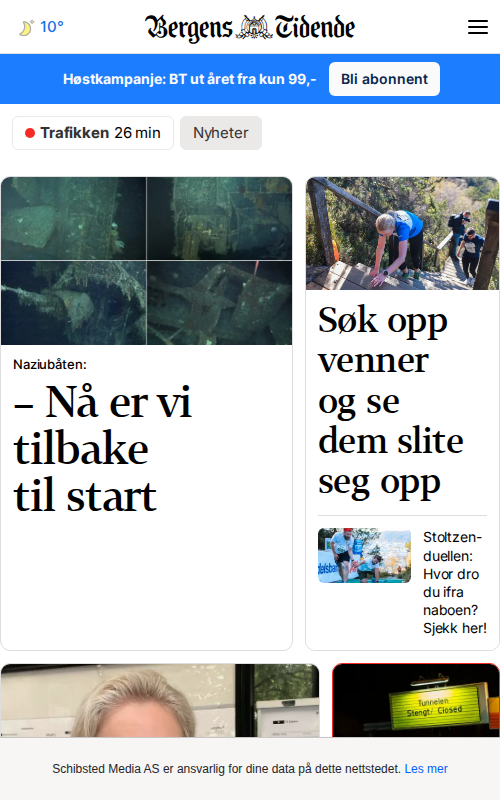 10°
Bergens Tidende
Høstkampanje: BT ut året fra kun 99,-
Bli abonnent
Trafikken 26 min
Nyheter
Naziubåten:
– Nå er vi
tilbake
til start
Søk opp
venner
og se
dem slite
seg opp
Stoltzen-
duellen:
Hvor dro
du ifra
naboen?
Sjekk her!
Tunnelen
Stengt/ Closed
Schibsted Media AS er ansvarlig for dine data på dette nettstedet. Les mer